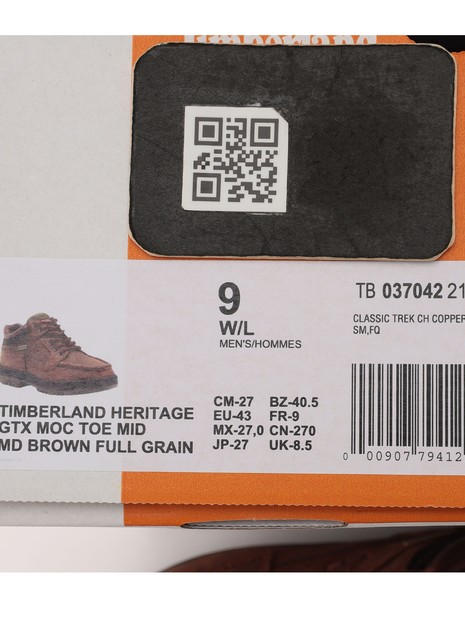 Timberland
9
W/L
MEN'S/HOMMES
TB 037042 21
CLASSIC TREK CH COPPER
SM,FQ
TIMBERLAND HERITAGE
GTX MOC TOE MID
MD BROWN FULL GRAIN
CM-27 BZ-40.5
EU-43 FR-9
MX-27,0 CN-270
JP-27 UK-8.5
0 00907 79412